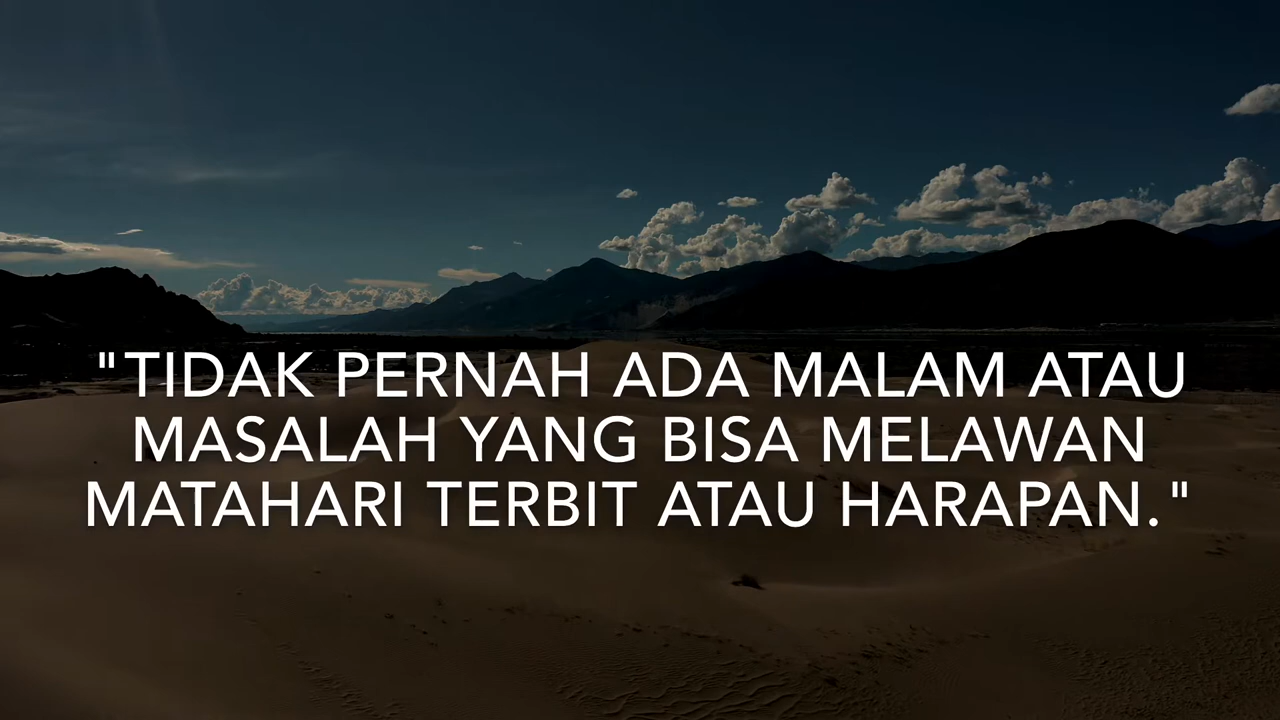 "TIDAK PERNAH ADA MALAM ATAU
MASALAH YANG BISA MELAWAN
MATAHARI TERBIT ATAU HARAPAN."